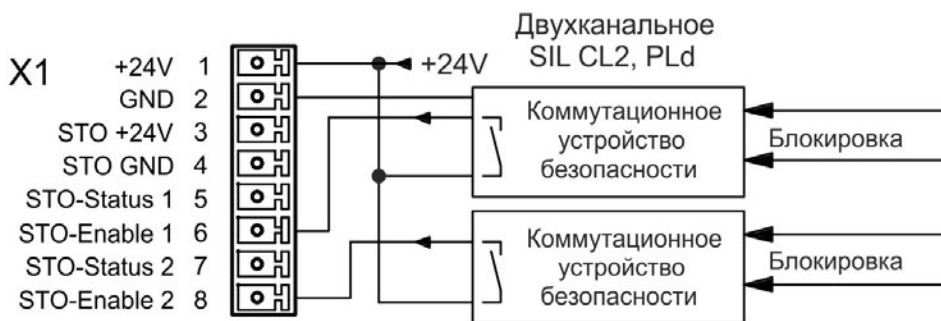 X1
+24V 1
GND 2
STO +24V 3
STO GND 4
STO-Status 1 5
STO-Enable 1 6
STO-Status 2 7
STO-Enable 2 8
+24V
Двухканальное
SIL CL2, PLd
Коммутационное
устройство
безопасности
Блокировка
Коммутационное
устройство
безопасности
Блокировка